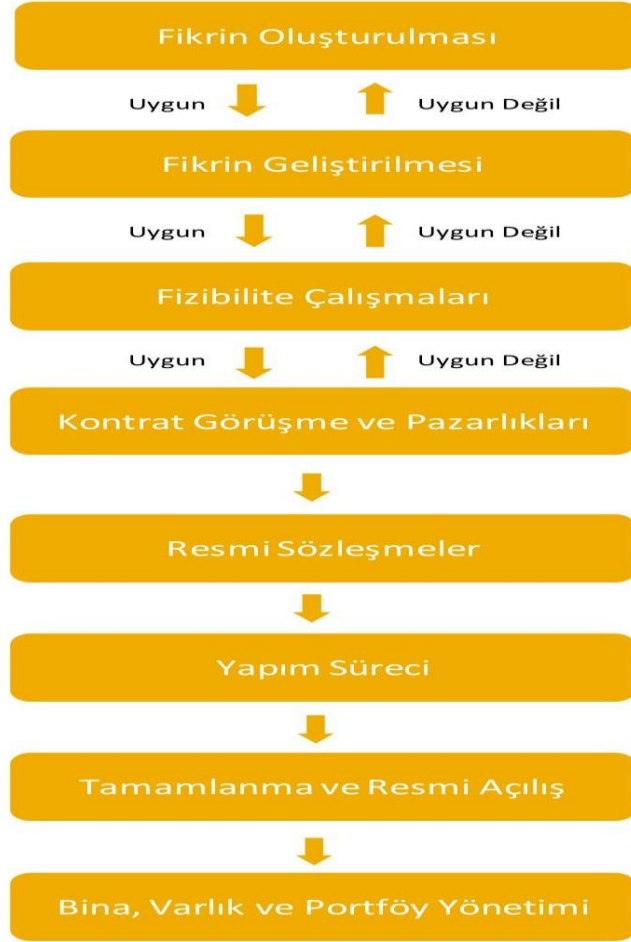 Fikrin Oluşturulması
Uygun Uygun Değil
Fikrin Geliştirilmesi
Uygun Uygun Değil
Fizibilite Çalışmaları
Uygun Uygun Değil
Kontrat Görüşme ve Pazarlıkları
Resmi Sözleşmeler
Yapım Süreci
Tamamlanma ve Resmi Açılış
Bina, Varlık ve Portföy Yönetimi